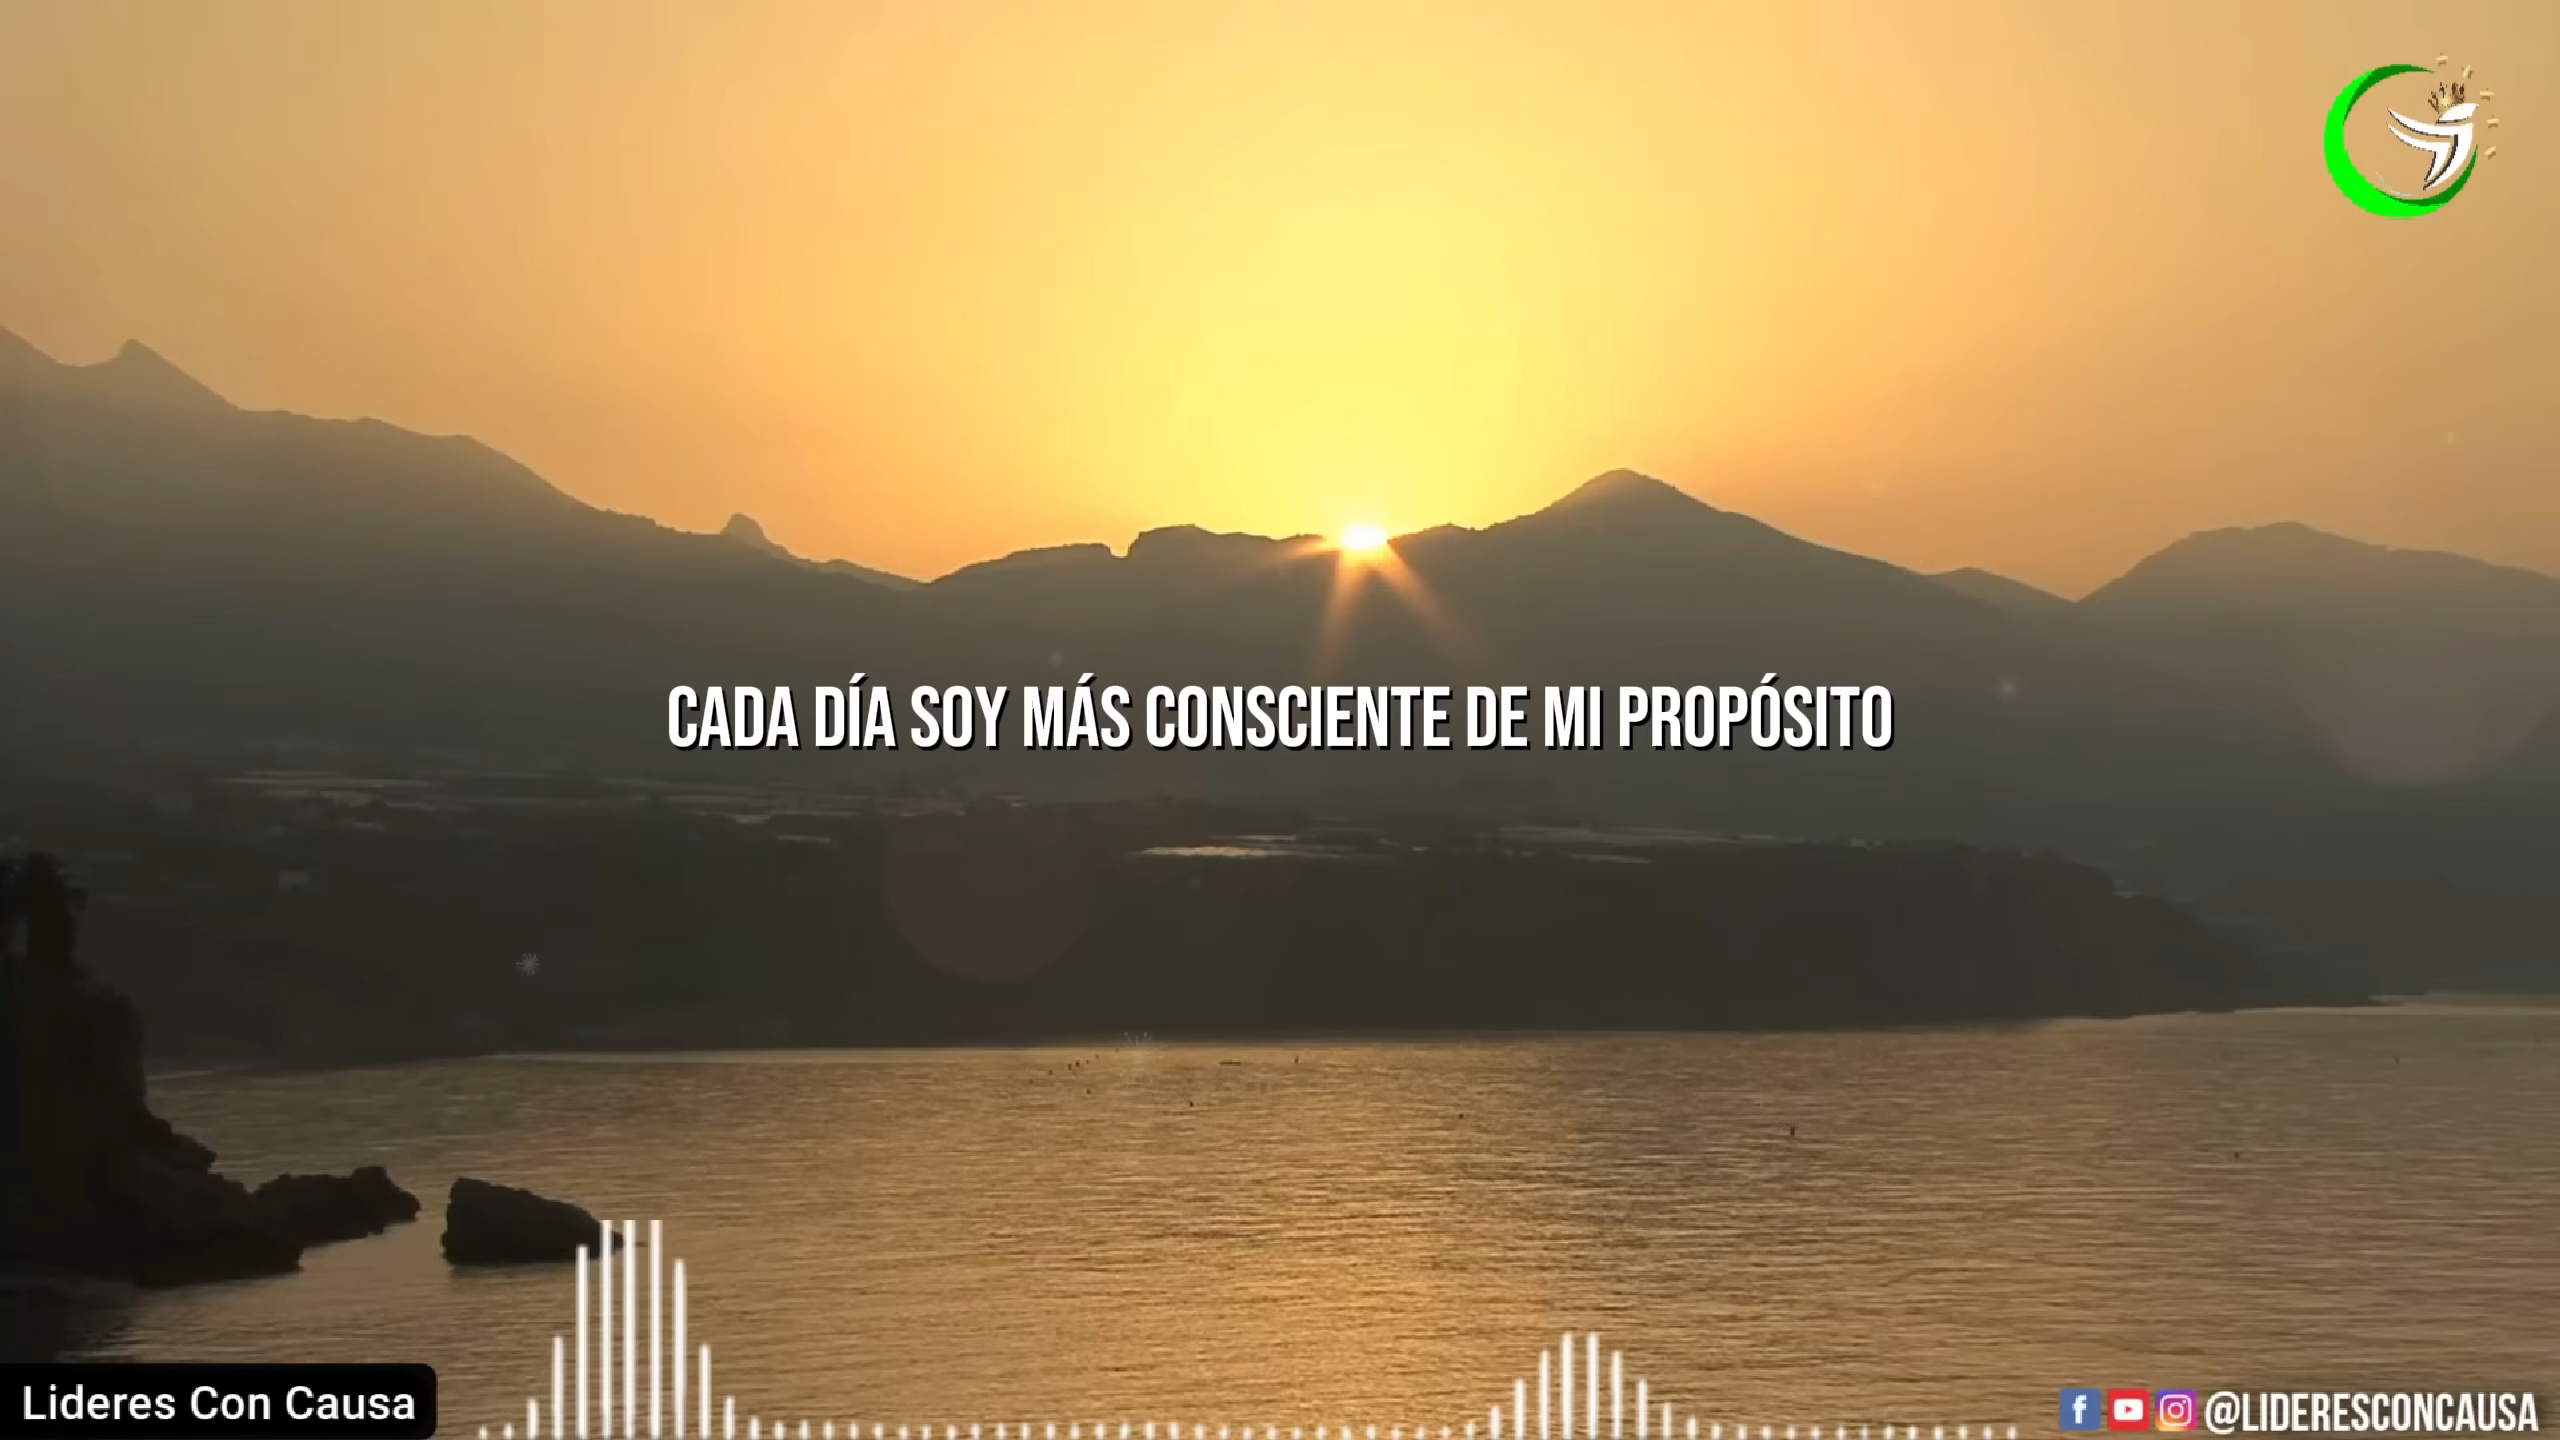 CADA DÍA SOY MÁS CONSCIENTE DE MI PROPÓSITO
Lideres Con Causa
@LIDERESCONCAUSA